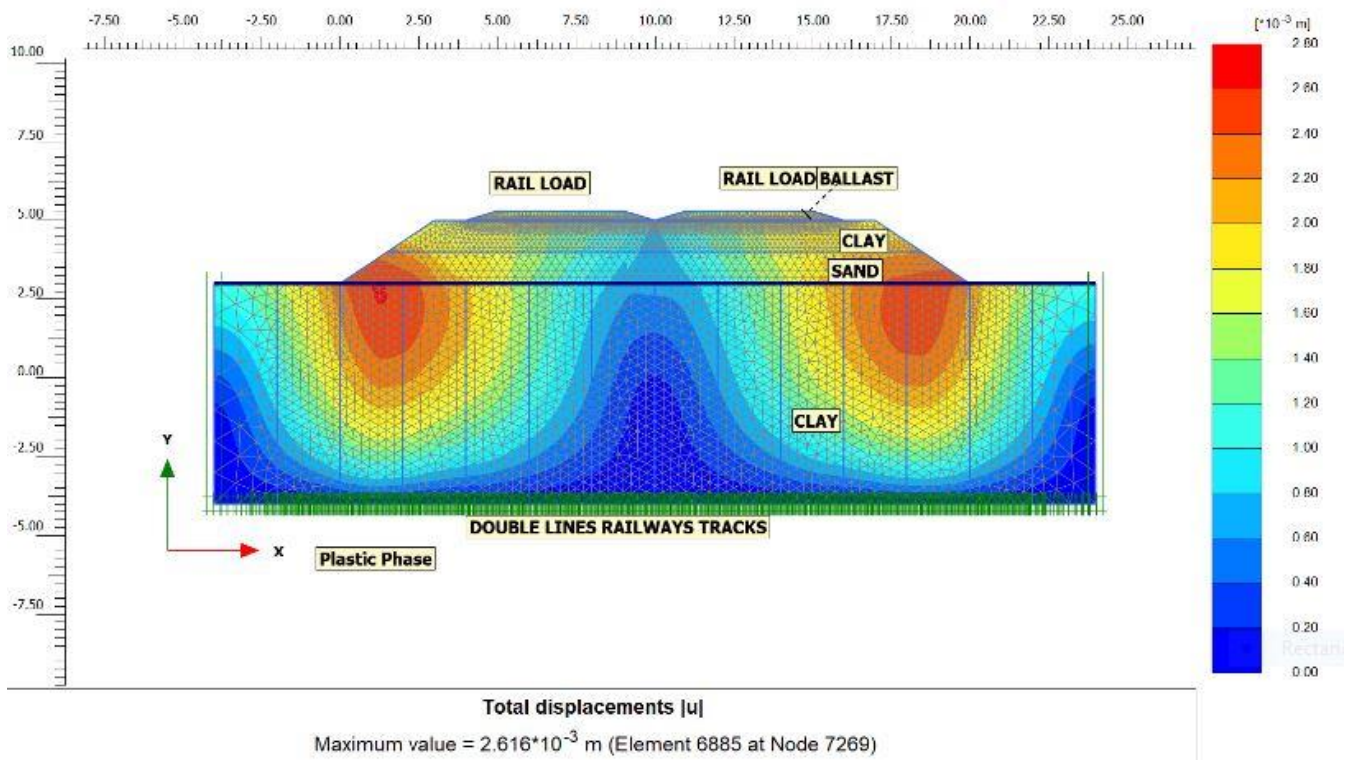 -7.50 -5.00 -2.50 0.00 2.50 5.00 7.50 10.00 12.50 15.00 17.50 20.00 22.50 25.00
[*10⁻³ m]
10.00
7.50
5.00
2.50
0.00
-2.50
-5.00
-7.50
RAIL LOAD
RAIL LOAD
BALLAST
CLAY
SAND
CLAY
Y
X
DOUBLE LINES RAILWAYS TRACKS
Plastic Phase
2.80
2.60
2.40
2.20
2.00
1.80
1.60
1.40
1.20
1.00
0.80
0.60
0.40
0.20
0.00
Total displacements |u|
Maximum value = 2.616*10⁻³ m (Element 6885 at Node 7269)